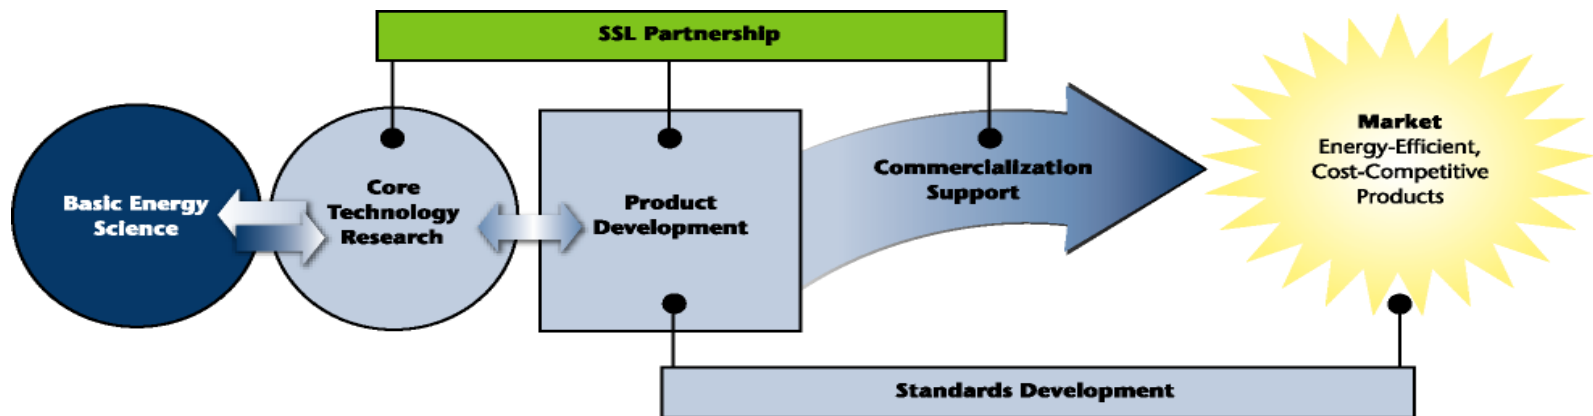 SSL Partnership
Basic Energy
Science
Core
Technology
Research
Product
Development
Commercialization
Support
Market
Energy-Efficient,
Cost-Competitive
Products
Standards Development